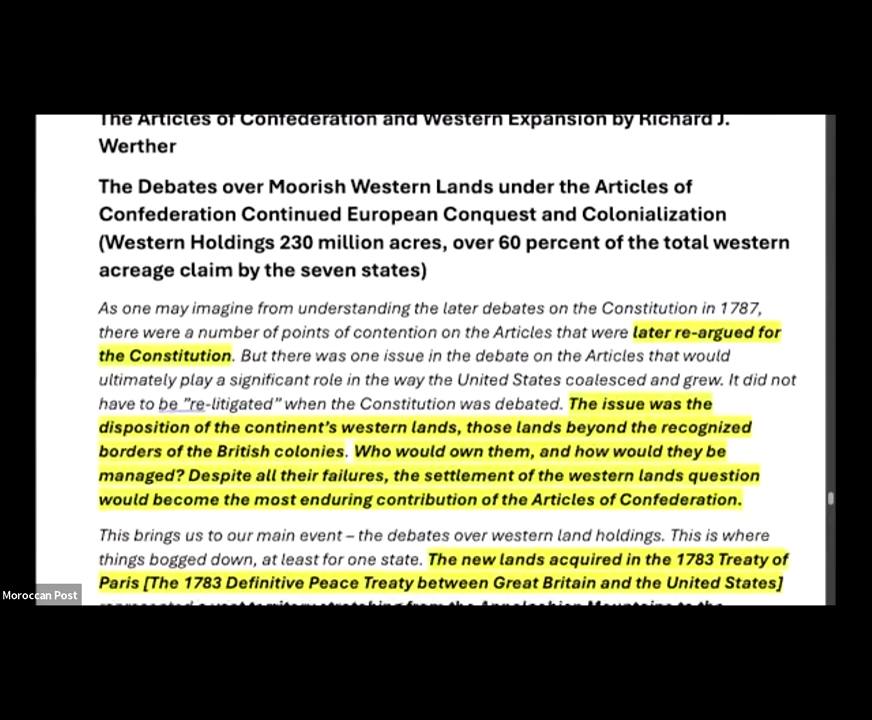 The Articles of Confederation and Western Expansion by Richard J.
Werther
The Debates over Moorish Western Lands under the Articles of
Confederation Continued European Conquest and Colonialization
(Western Holdings 230 million acres, over 60 percent of the total western
acreage claim by the seven states)
As one may imagine from understanding the later debates on the Constitution in 1787,
there were a number of points of contention on the Articles that were later re-argued for
the Constitution. But there was one issue in the debate on the Articles that would
ultimately play a significant role in the way the United States coalesced and grew. It did not
have to be "re-litigated" when the Constitution was debated. The issue was the
disposition of the continent's western lands, those lands beyond the recognized
borders of the British colonies. Who would own them, and how would they be
managed? Despite all their failures, the settlement of the western lands question
would become the most enduring contribution of the Articles of Confederation.
This brings us to our main event – the debates over western land holdings. This is where
things bogged down, at least for one state. The new lands acquired in the 1783 Treaty of
Paris [The 1783 Definitive Peace Treaty between Great Britain and the United States]
represented a vast territory stretching from the Appalachian Mountains to the
Moroccan Post